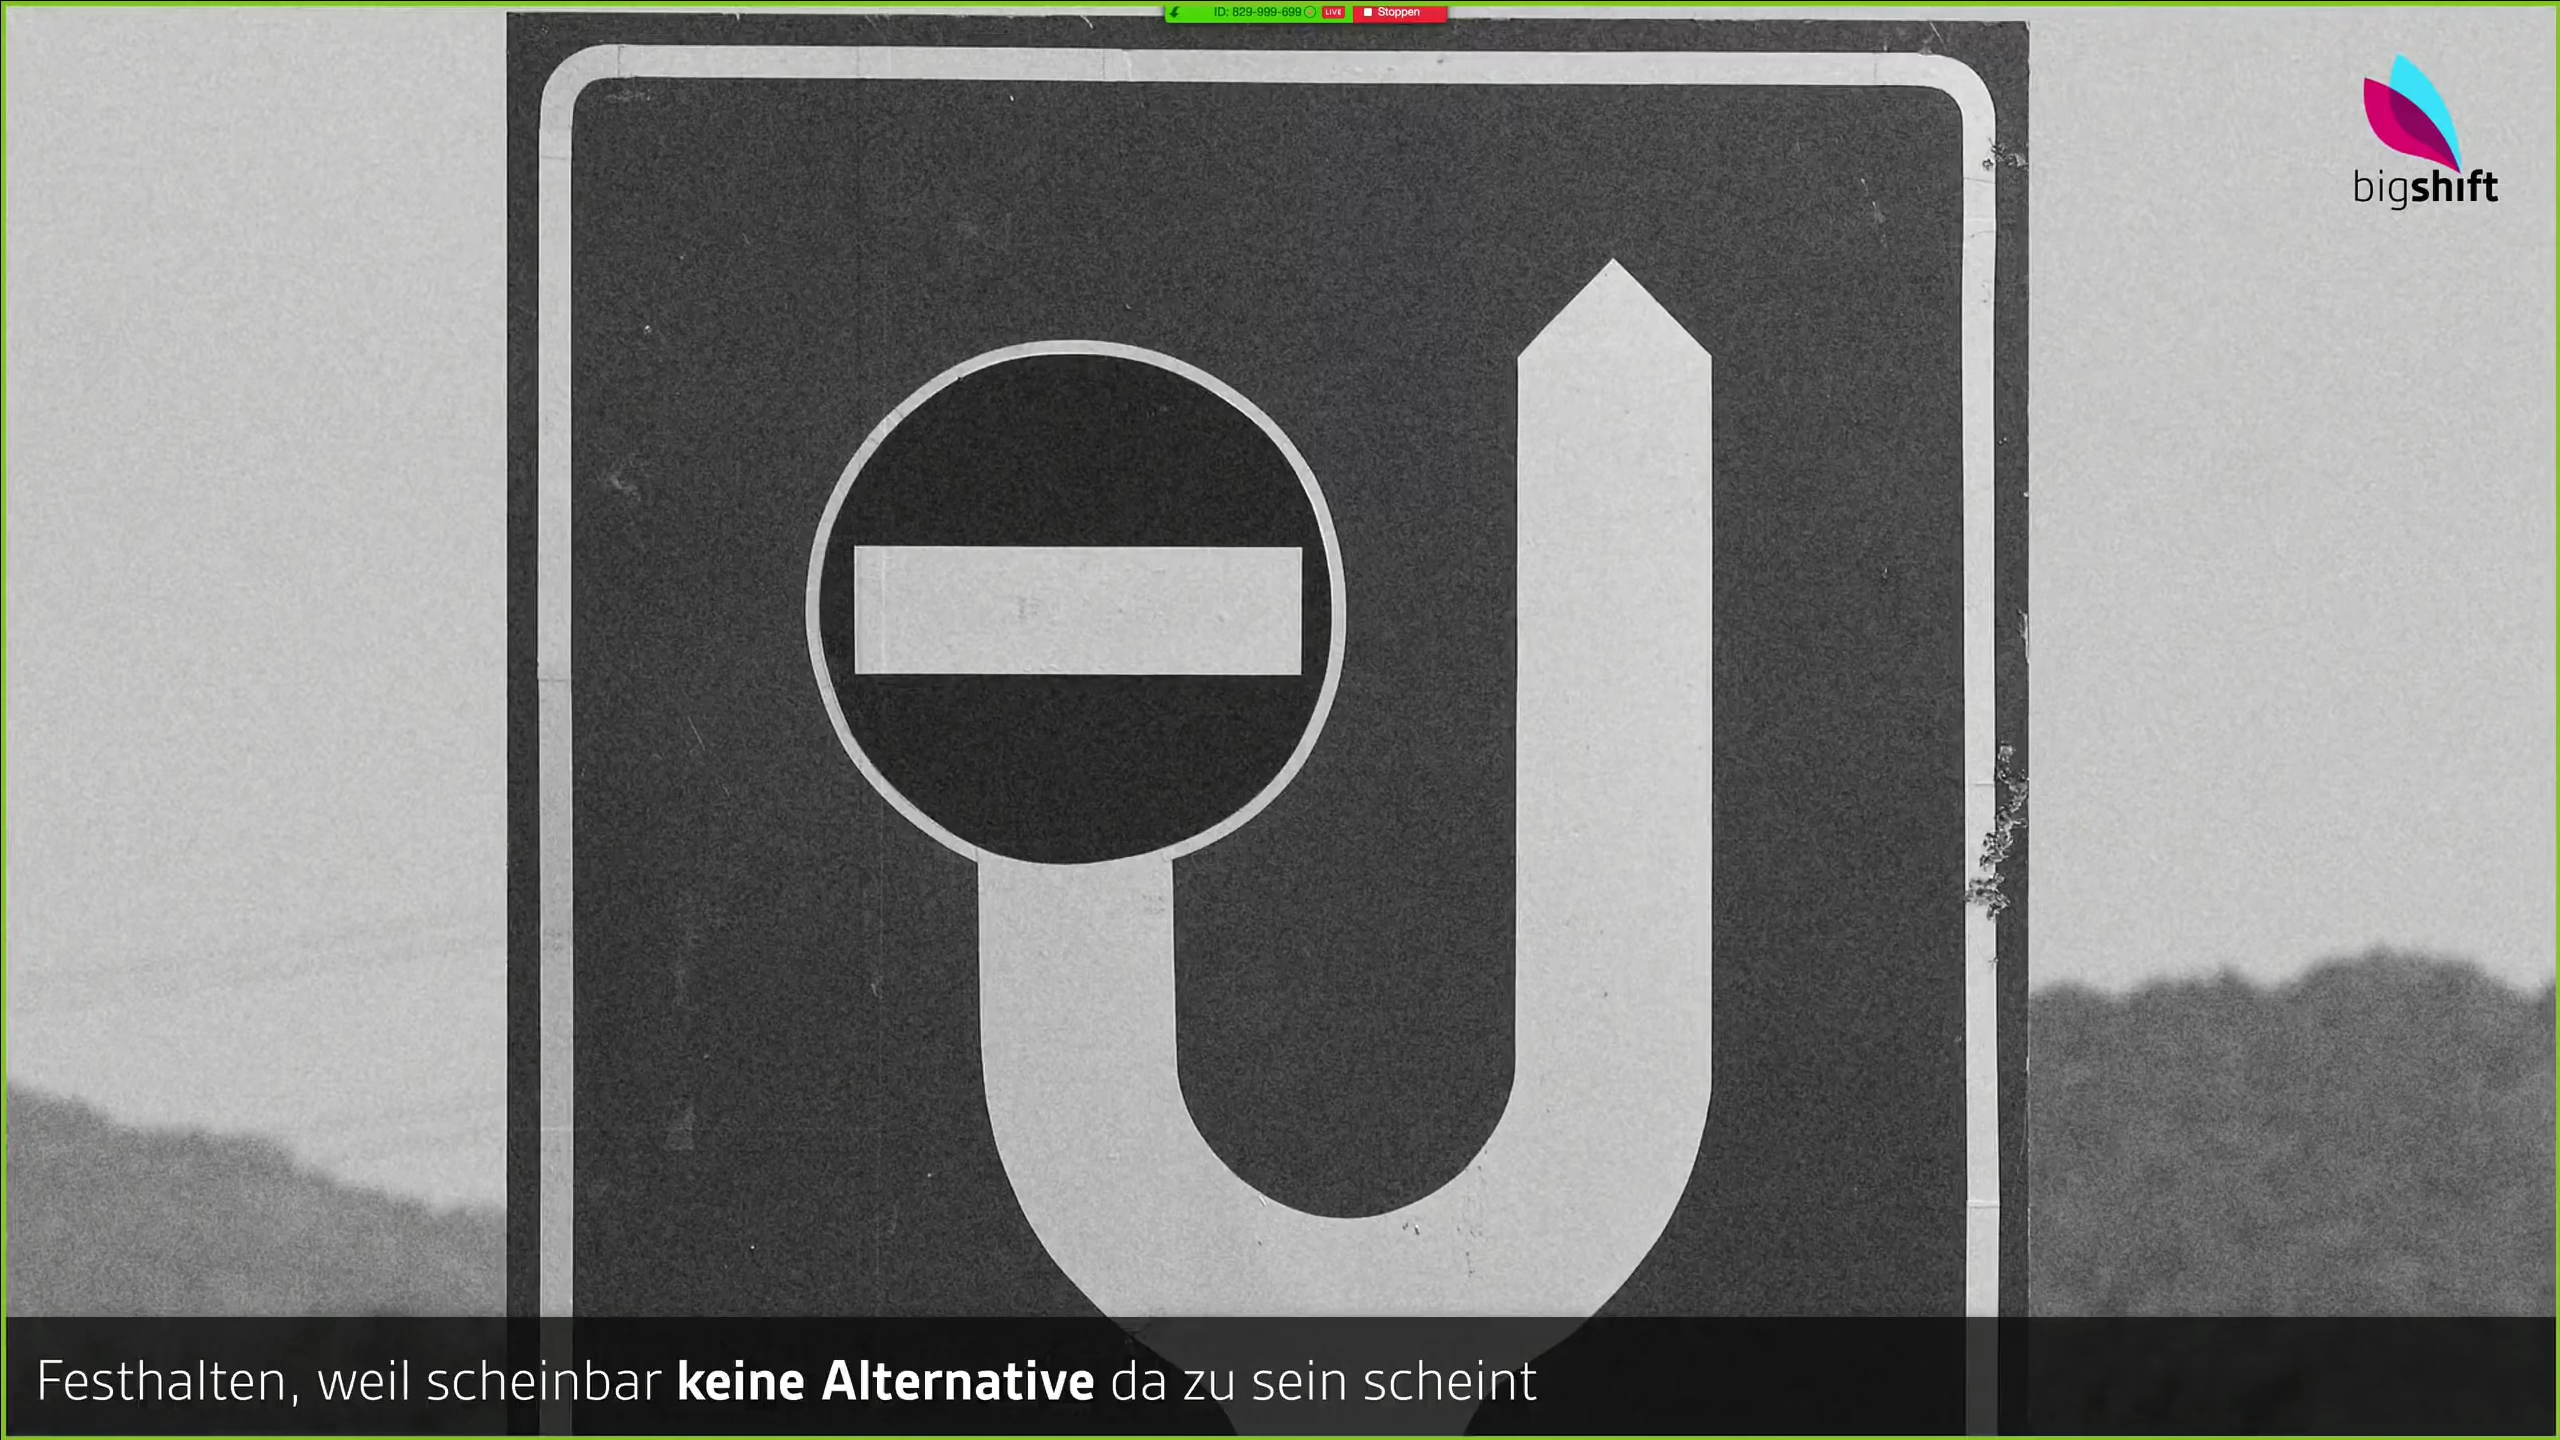 ID: 829-999-699 LIVE Stoppen
bigshift
Festhalten, weil scheinbar keine Alternative da zu sein scheint